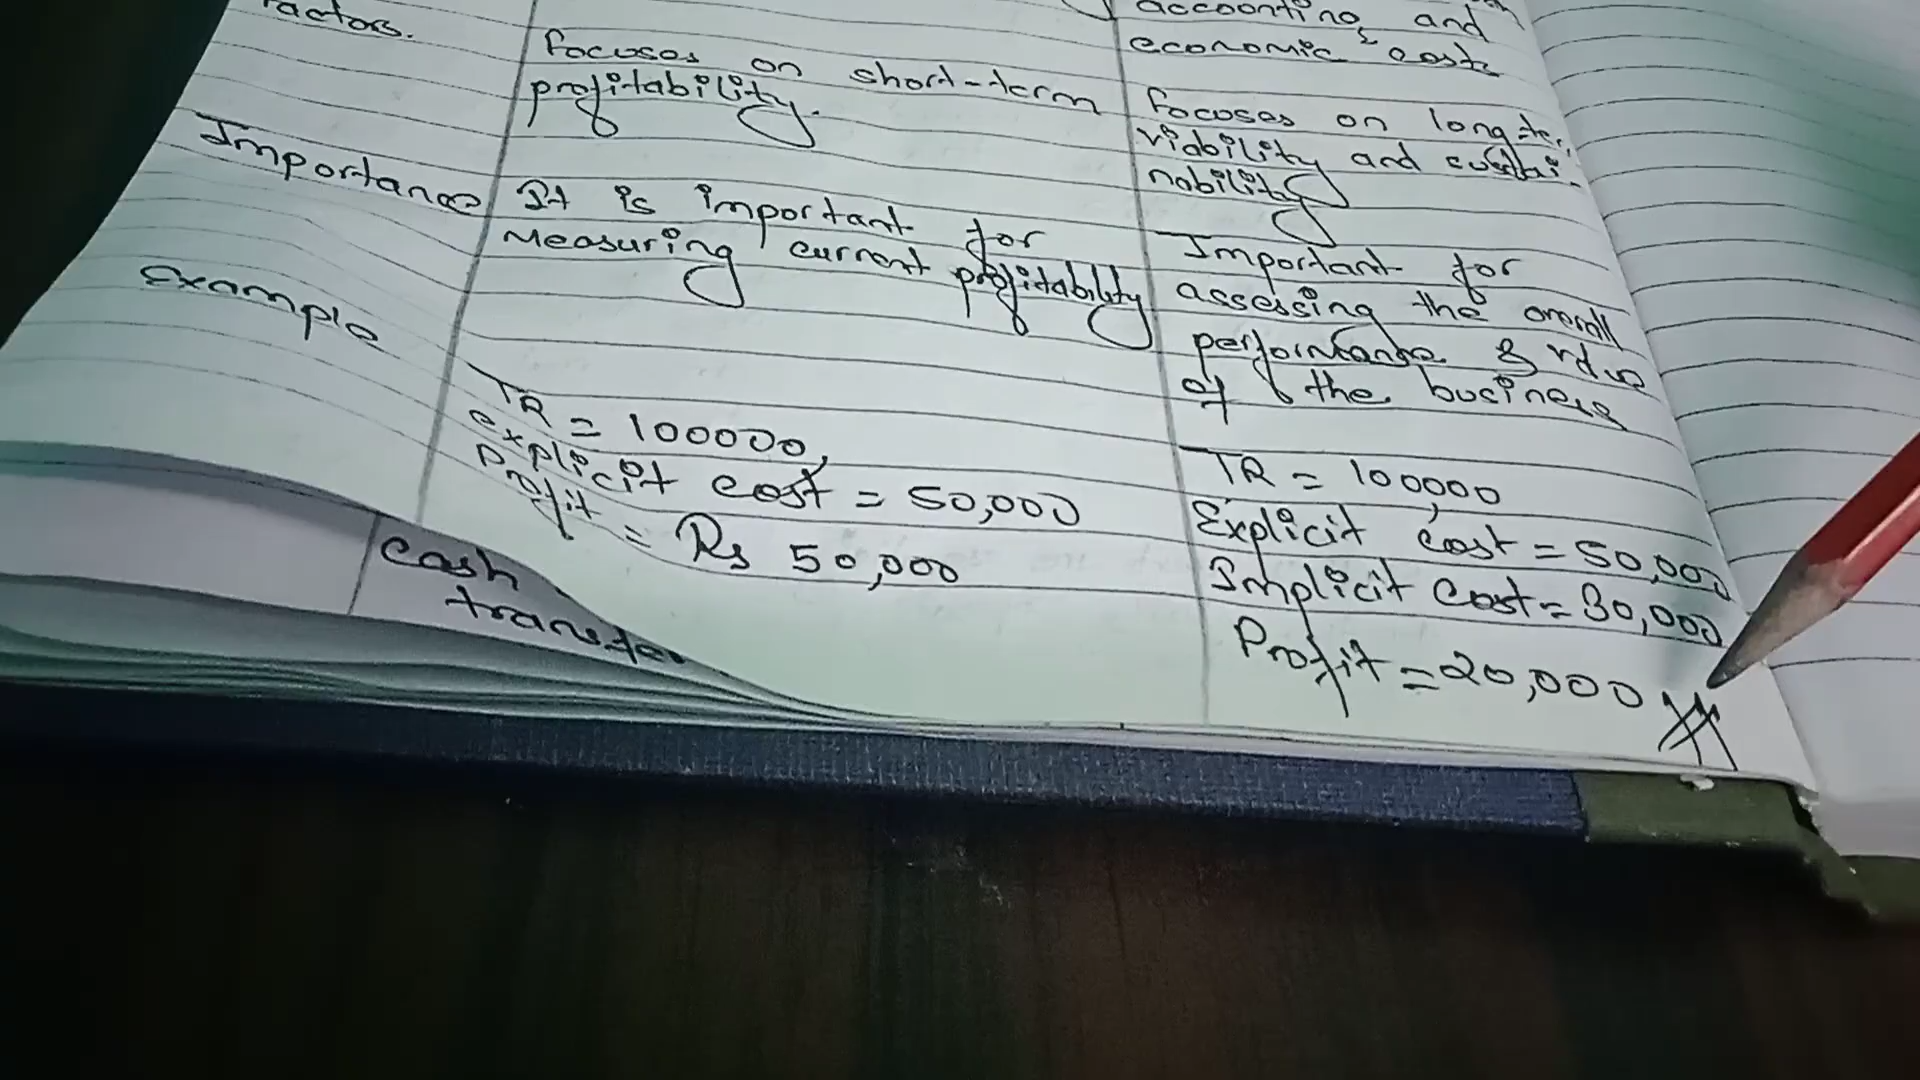 factors.
focuses on short-term
profitability.
Importance
It is important for
measuring current profitability
Example
TR = 100000,
explicit cost = 50,000
Profit = Rs 50,000
cash
transfer
accounting and
economic costs
focuses on long-ter
viability and sustai-
nability
Important for
assessing the overall
performance &
of the business
TR = 100,000
Explicit cost = 50,000
Implicit cost = 30,000
Profit = 20,000